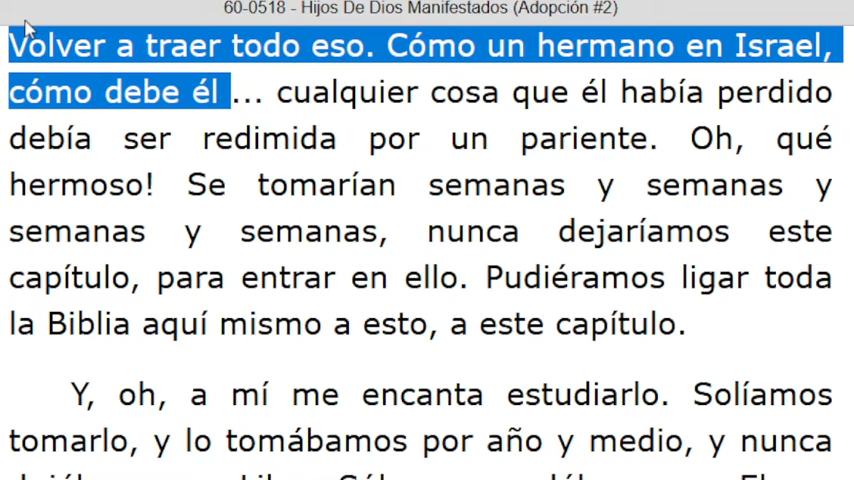 60-0518 - Hijos De Dios Manifestados (Adopción #2)
Volver a traer todo eso. Cómo un hermano en Israel,
cómo debe él... cualquier cosa que él había perdido
debía ser redimida por un pariente. Oh, qué
hermoso! Se tomarían semanas y semanas y
semanas y semanas, nunca dejaríamos este
capítulo, para entrar en ello. Pudiéramos ligar toda
la Biblia aquí mismo a esto, a este capítulo.
Y, oh, a mí me encanta estudiarlo. Solíamos
tomarlo, y lo tomábamos por año y medio, y nunca